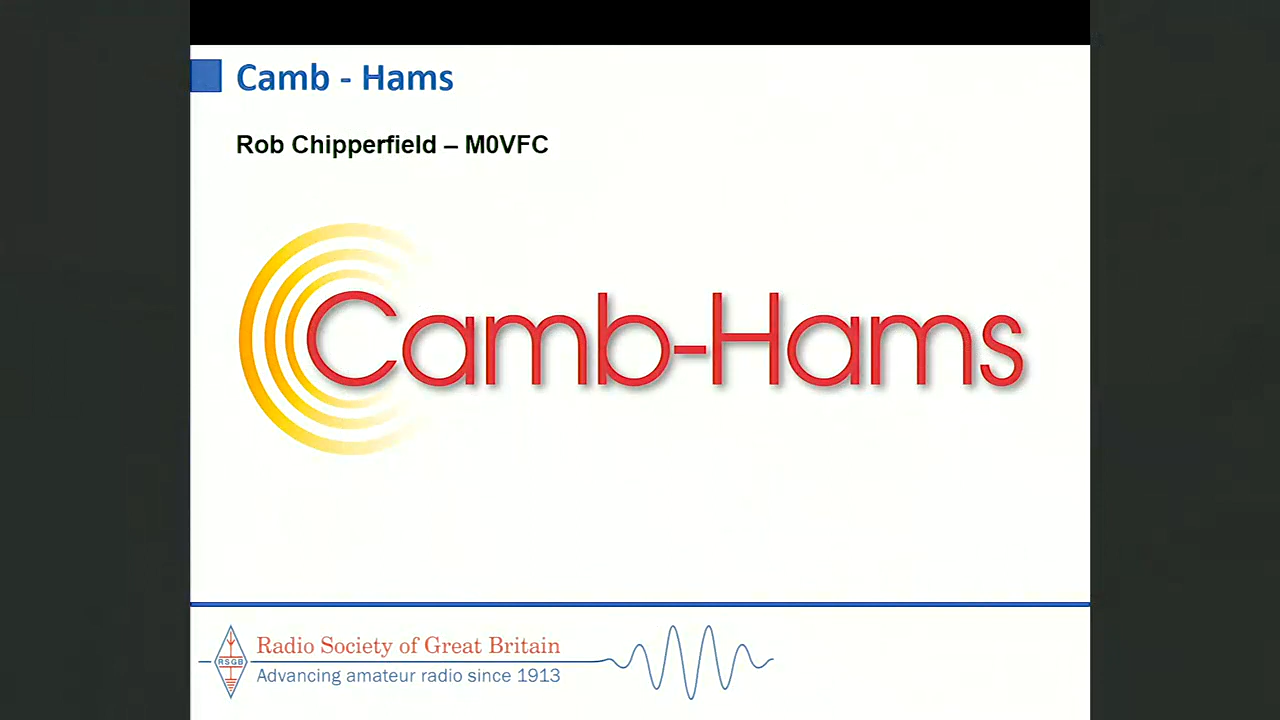 Camb - Hams
Rob Chipperfield – M0VFC
Camb-Hams
RSGB
Radio Society of Great Britain
Advancing amateur radio since 1913